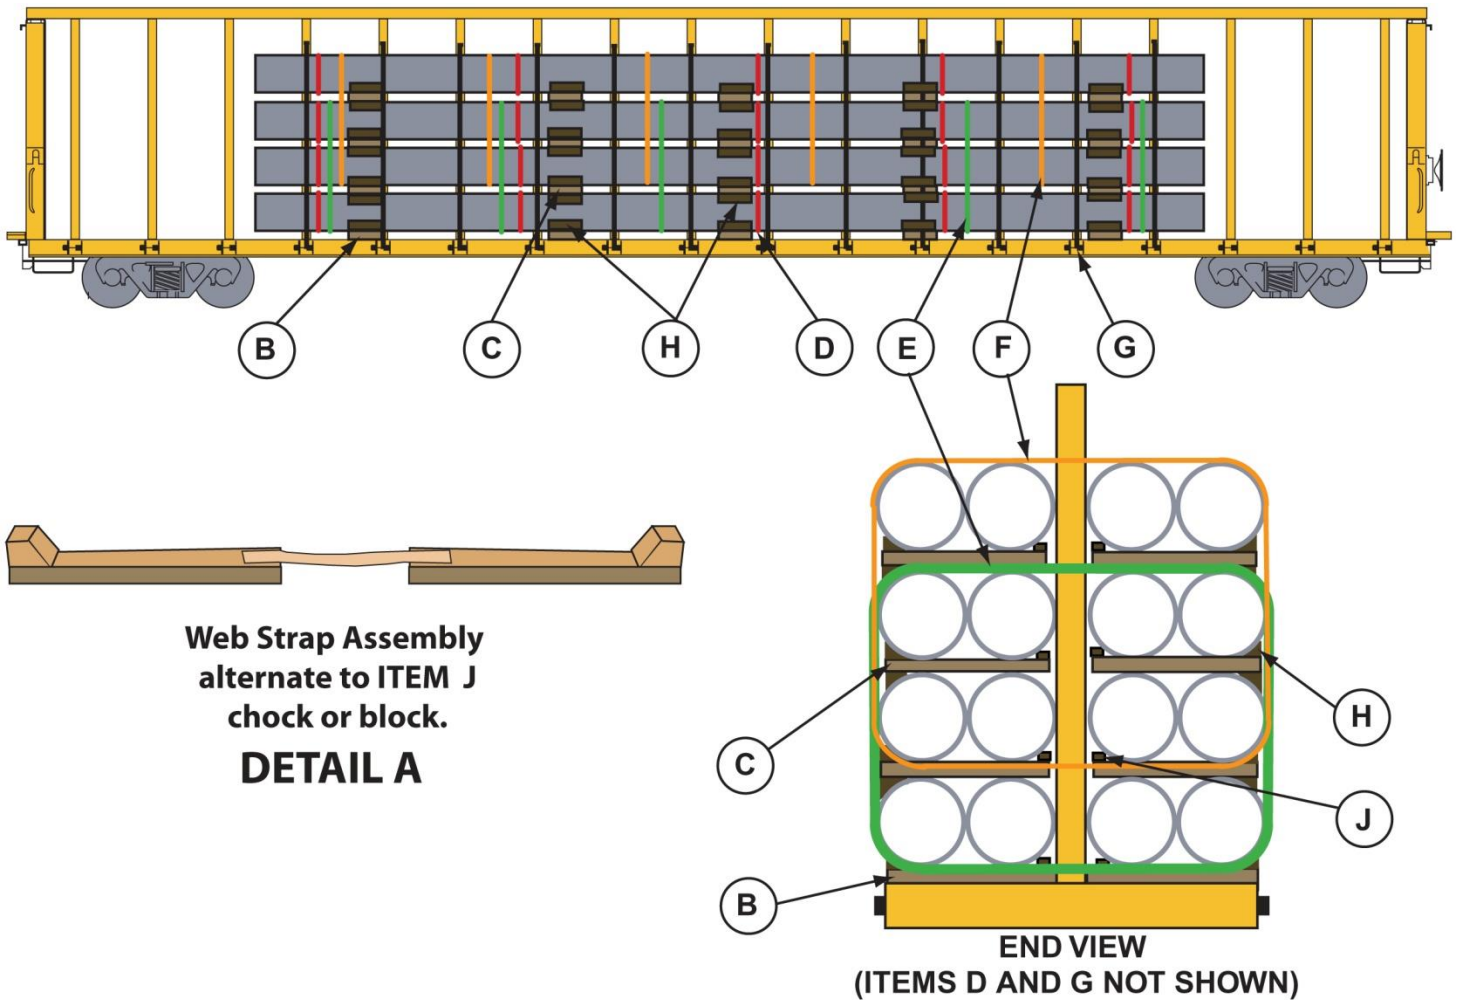 B
C
H
D
E
F
G
F
E
Web Strap Assembly
alternate to ITEM J
chock or block.
DETAIL A
C
H
J
B
END VIEW
(ITEMS D AND G NOT SHOWN)